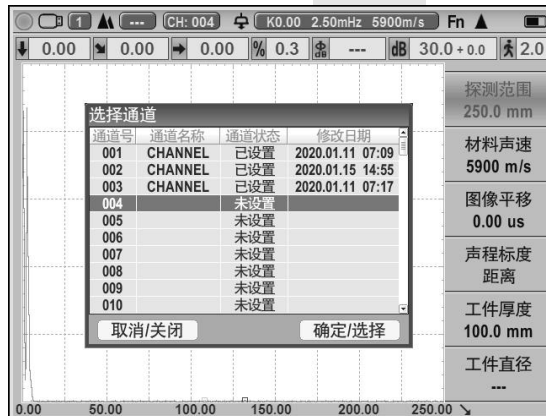 1 --- CH: 004 K0.00 2.50mHz 5900m/s Fn
0.00 0.00 0.00 % 0.3 --- dB 30.0 + 0.0 2.0
探测范围
250.0 mm
材料声速
5900 m/s
图像平移
0.00 us
声程标度
距离
工件厚度
100.0 mm
工件直径
---
选择通道
通道号 通道名称 通道状态 修改日期
001 CHANNEL 已设置 2020.01.11 07:09
002 CHANNEL 已设置 2020.01.15 14:55
003 CHANNEL 已设置 2020.01.11 07:17
004 未设置
005 未设置
006 未设置
007 未设置
008 未设置
009 未设置
010 未设置
取消/关闭 确定/选择
0.00 50.00 100.00 150.00 200.00 250.00